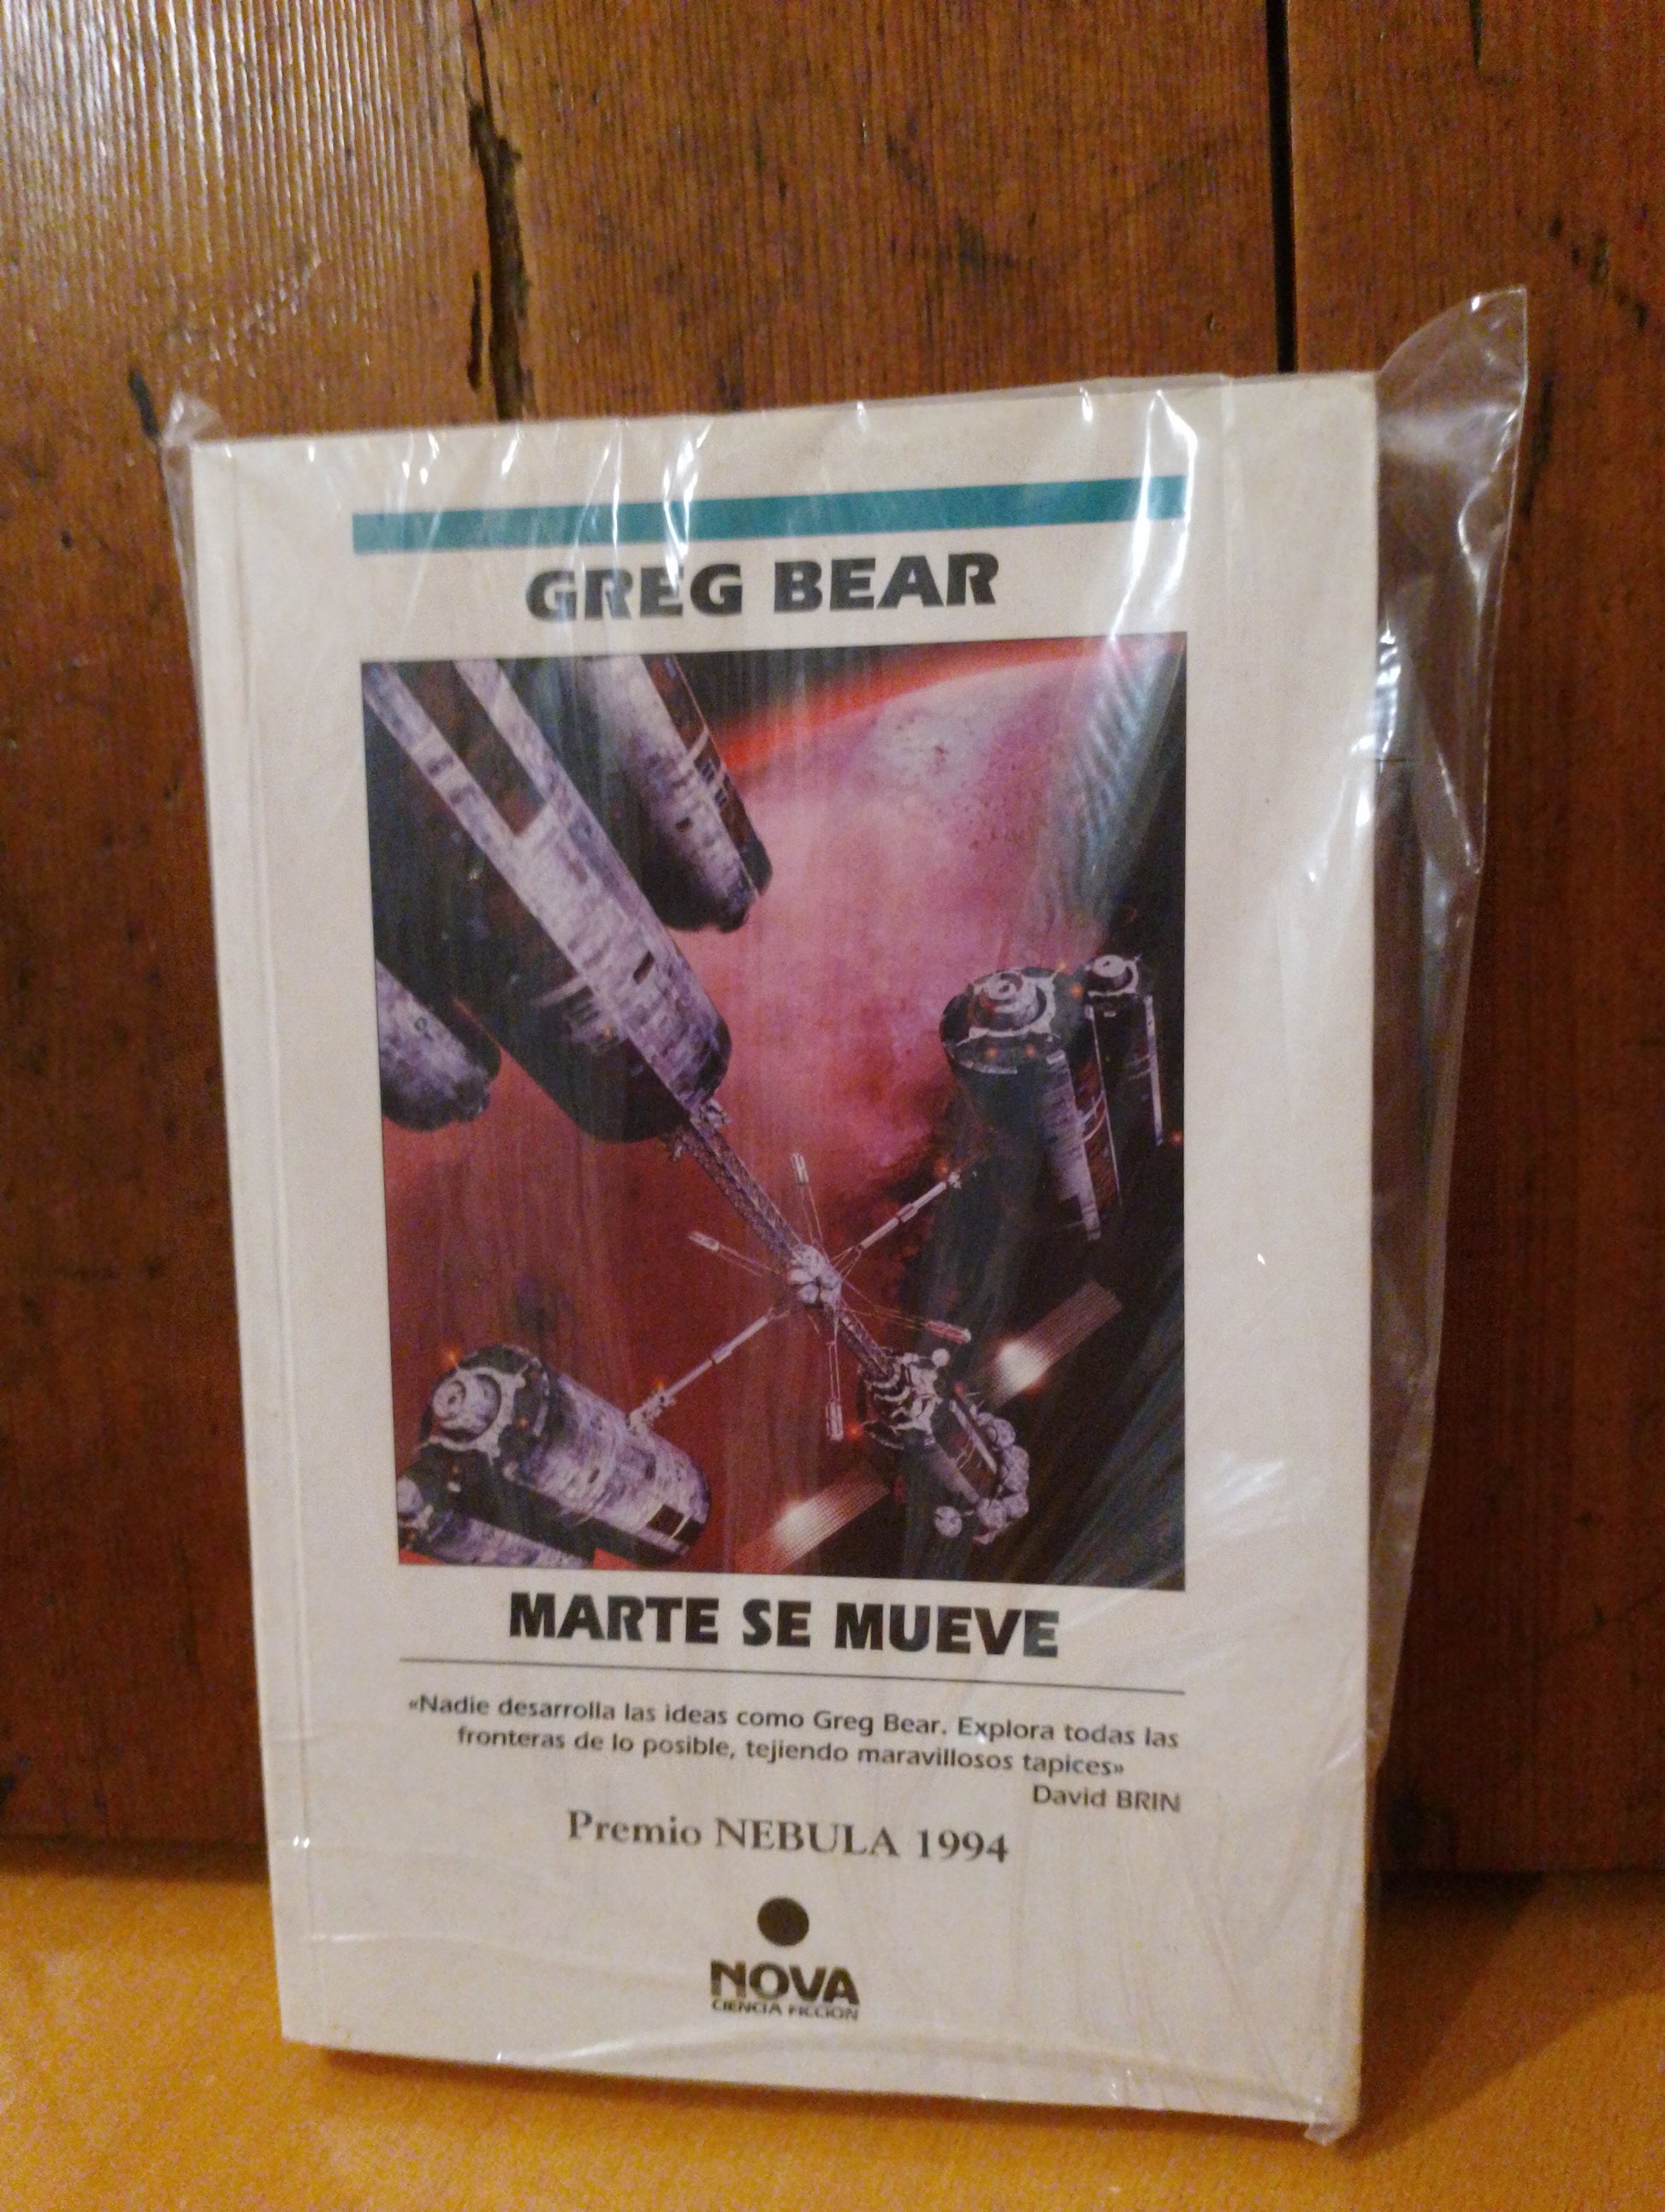 GREG BEAR
MARTE SE MUEVE
«Nadie desarrolla las ideas como Greg Bear. Explora todas las
fronteras de lo posible, tejiendo maravillosos tapices»
David BRIN
Premio NEBULA 1994
NOVA
CIENCIA FICCION